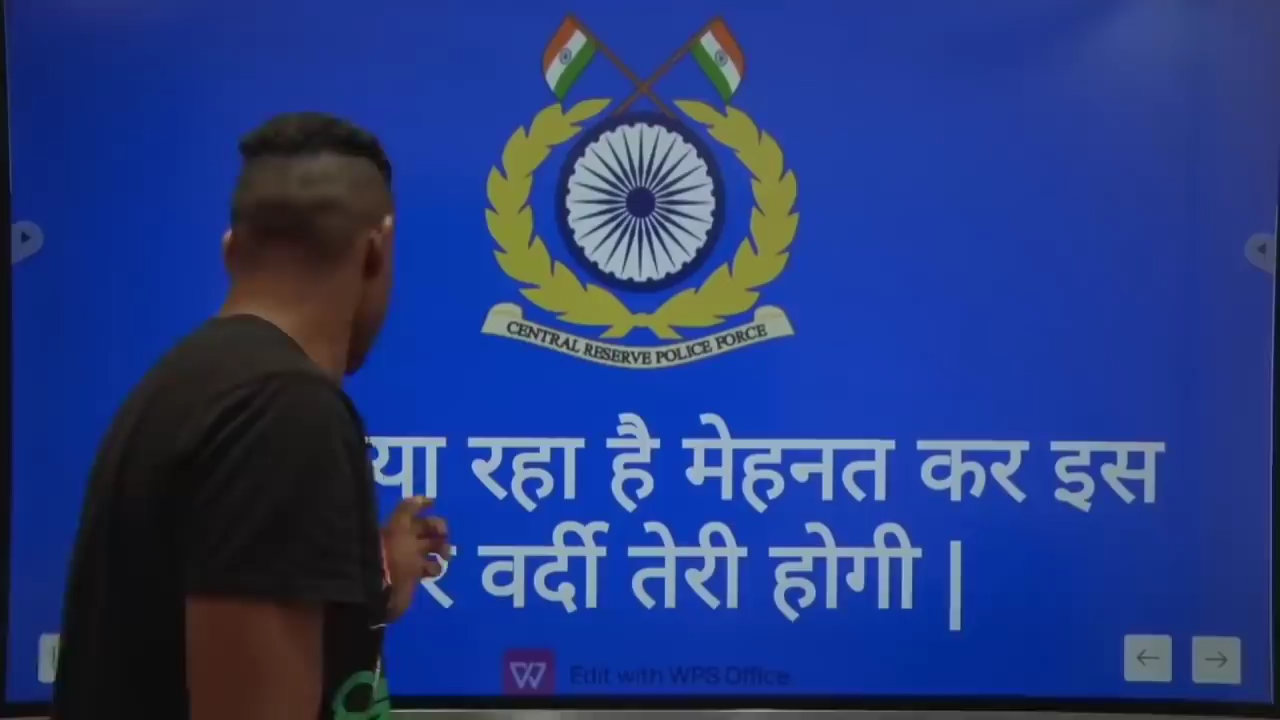 CENTRAL RESERVE POLICE FORCE
रहा है मेहनत कर इस
वर्दी तेरी होगी |
Edit with WPS Office